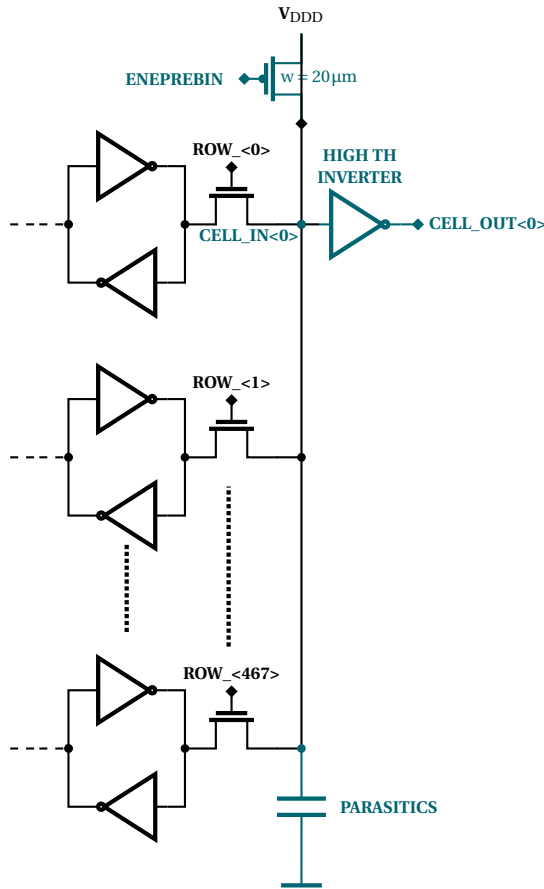 VDDD
ENEPREBIN
w = 20µm
ROW_<0>
HIGH TH
INVERTER
CELL_IN<0>
CELL_OUT<0>
ROW_<1>
ROW_<467>
PARASITICS